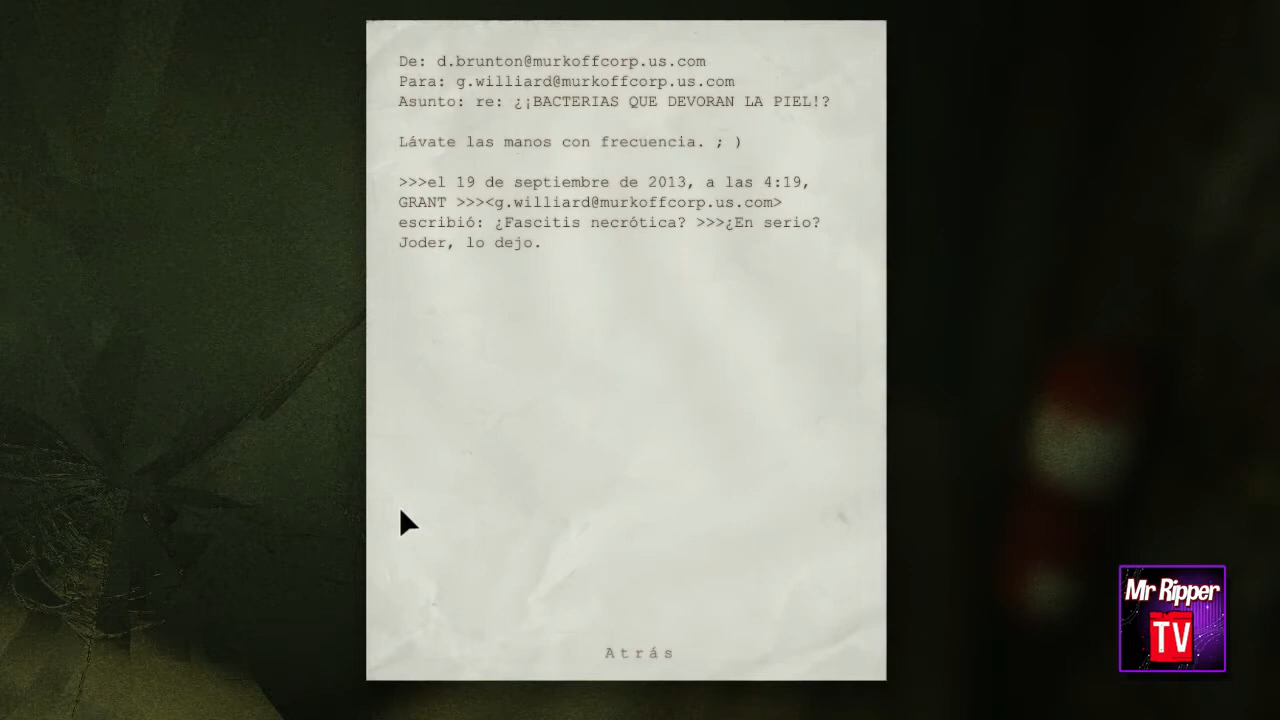 De: d.brunton@murkoffcorp.us.com
Para: g.williard@murkoffcorp.us.com
Asunto: re: ¿¡BACTERIAS QUE DEVORAN LA PIEL!?
Lávate las manos con frecuencia. ; )
>>>el 19 de septiembre de 2013, a las 4:19,
GRANT >>><g.williard@murkoffcorp.us.com>
escribió: ¿Fascitis necrótica? >>>¿En serio?
Joder, lo dejo.
Atrás
Mr Ripper
TV